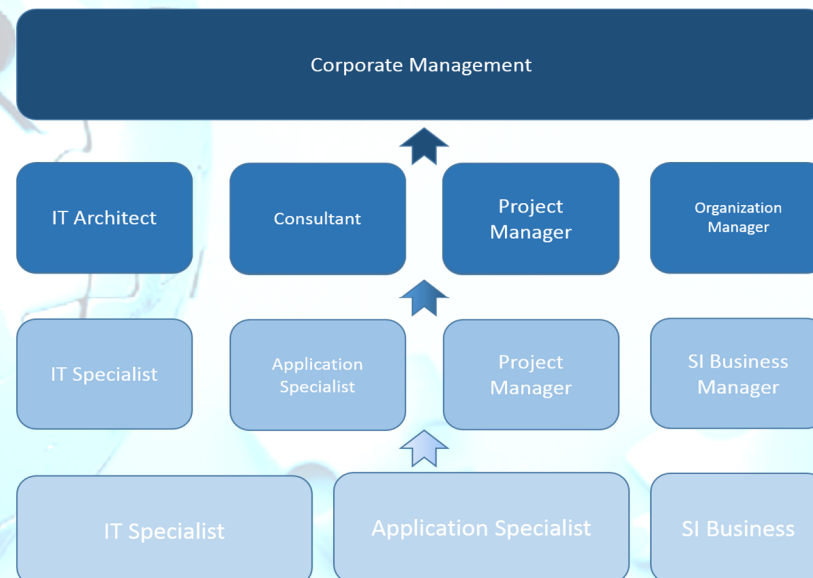 Corporate Management
IT Architect
Consultant
Project
Manager
Organization
Manager
IT Specialist
Application
Specialist
Project
Manager
SI Business
Manager
IT Specialist
Application Specialist
SI Business